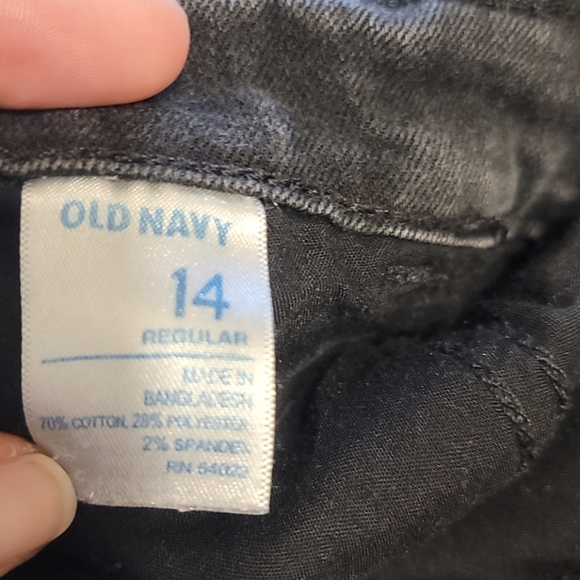 OLD NAVY
14
REGULAR
MADE IN
BANGLADESH
70% COTTON, 28% POLYESTER
2% SPANDEX
RN 54023